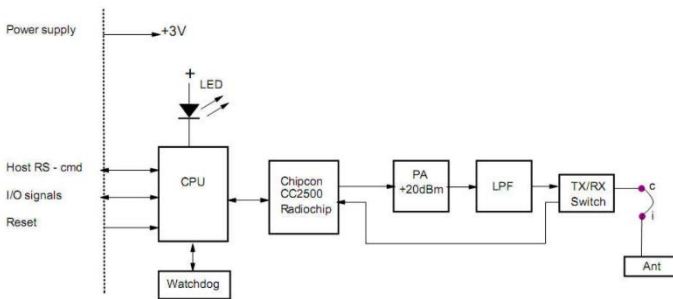 Power supply
+3V
+
LED
Host RS - cmd
I/O signals
Reset
CPU
Watchdog
Chipcon
CC2500
Radiochip
PA
+20dBm
LPF
TX/RX
Switch
c
i
Ant